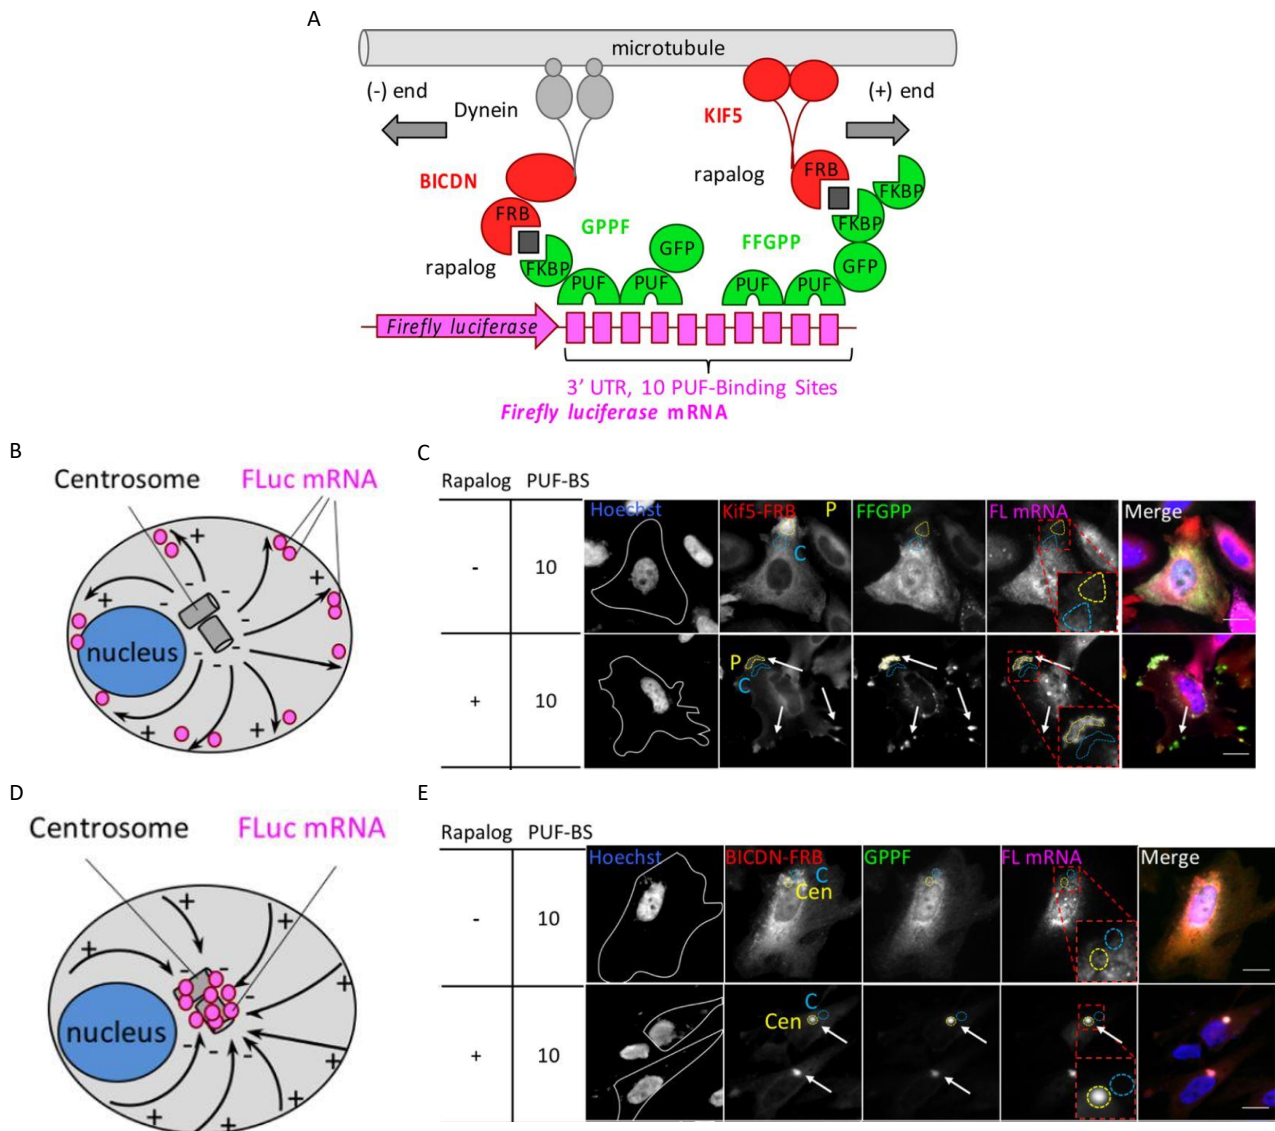 A
microtubule
(-) end
(+) end
Dynein
KIF5
BICDN
rapalog
FRB
FKBP
FKBP
FRB
GPPF
FFGPP
GFP
GFP
rapalog
FKBP
PUF
PUF
PUF
PUF
Firefly luciferase
3’ UTR, 10 PUF-Binding Sites
Firefly luciferase mRNA
B
Centrosome
FLuc mRNA
nucleus
+
+
+
+
+
+
-
-
-
-
-
-
-
-
-
C
Rapalog PUF-BS
Hoechst
Kif5-FRB
P
C
FFGPP
FL mRNA
Merge
- 10
P
C
+ 10
D
Centrosome
FLuc mRNA
nucleus
+
+
+
+
+
+
+
+
-
-
-
-
-
-
-
-
E
Rapalog PUF-BS
Hoechst
BICDN-FRB
C
Cen
GPPF
FL mRNA
Merge
- 10
C
Cen
+ 10